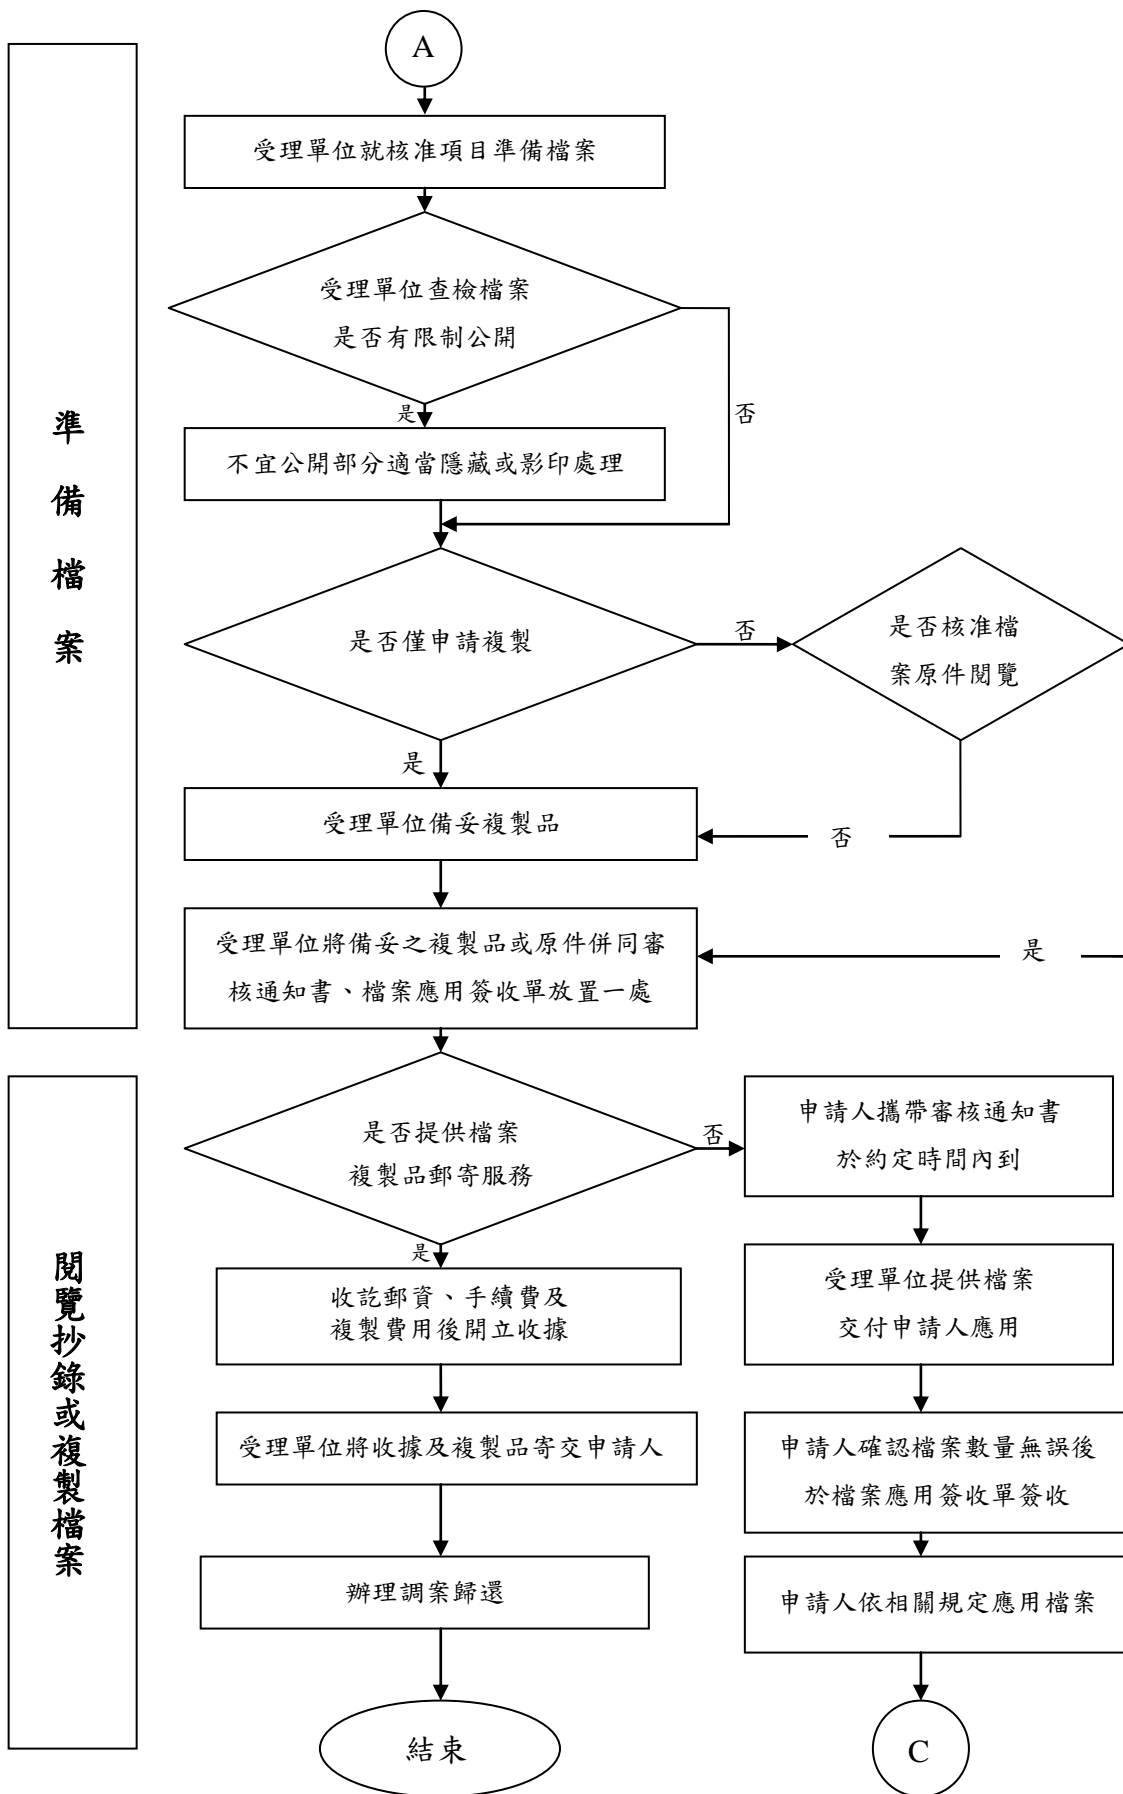 A
受理單位就核准項目準備檔案
受理單位查檢檔案
是否有限制公開
是
否
不宜公開部分適當隱藏或影印處理
準備檔案
是否僅申請複製
否
是否核准檔
案原件閱覽
是
受理單位備妥複製品
否
受理單位將備妥之複製品或原件併同審
核通知書、檔案應用簽收單放置一處
是
閱覽抄錄或複製檔案
是否提供檔案
複製品郵寄服務
否
申請人攜帶審核通知書
於約定時間內到
是
收訖郵資、手續費及
複製費用後開立收據
受理單位提供檔案
交付申請人應用
受理單位將收據及複製品寄交申請人
申請人確認檔案數量無誤後
於檔案應用簽收單簽收
辦理調案歸還
申請人依相關規定應用檔案
結束
C